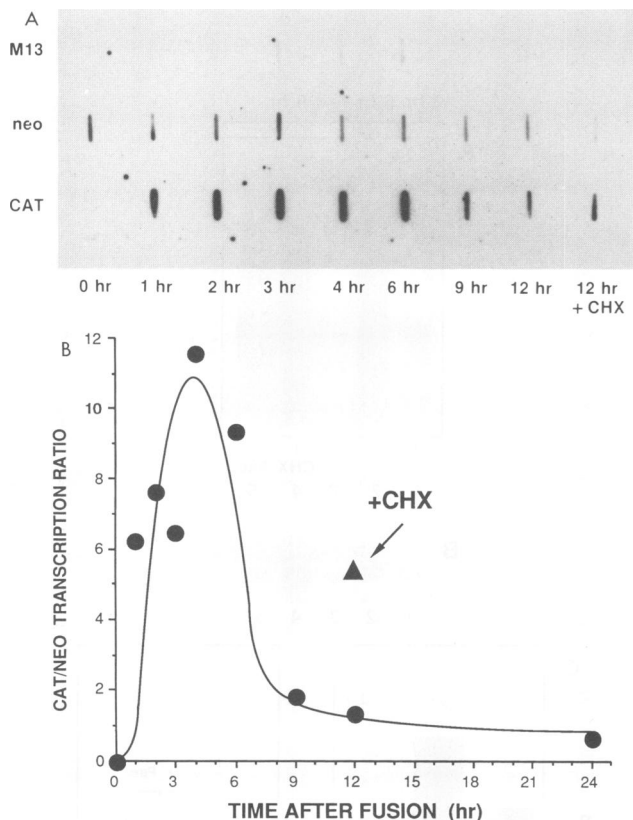 A
M13
neo
CAT
0 hr 1 hr 2 hr 3 hr 4 hr 6 hr 9 hr 12 hr 12 hr
+ CHX
B
12
10
8
6
4
2
0
CAT/NEO TRANSCRIPTION RATIO
+CHX
0 3 6 9 12 15 18 21 24
TIME AFTER FUSION (hr)